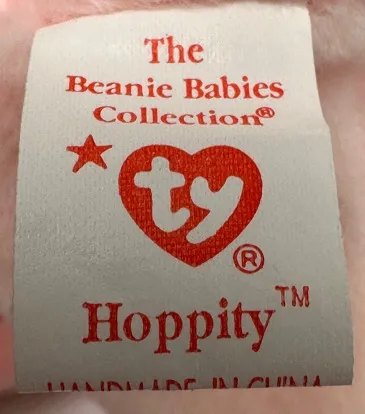 The
Beanie Babies
Collection®
ty
®
Hoppity™
HANDMADE IN CHINA